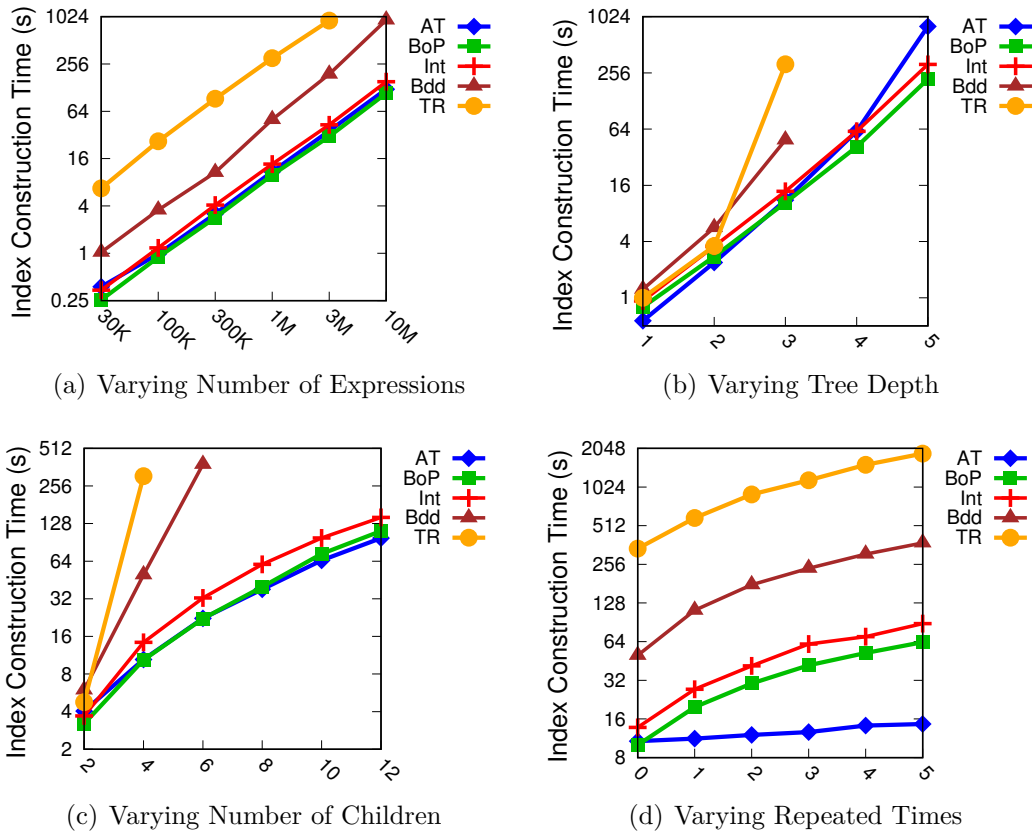 Index Construction Time (s)
1024
256
64
16
4
1
0.25
30K
100K
300K
1M
3M
10M
AT
BoP
Int
Bdd
TR
(a) Varying Number of Expressions
Index Construction Time (s)
1024
256
64
16
4
1
1
2
3
4
5
AT
BoP
Int
Bdd
TR
(b) Varying Tree Depth
Index Construction Time (s)
512
256
128
64
32
16
8
4
2
2
4
6
8
10
12
AT
BoP
Int
Bdd
TR
(c) Varying Number of Children
Index Construction Time (s)
2048
1024
512
256
128
64
32
16
8
0
1
2
3
4
5
AT
BoP
Int
Bdd
TR
(d) Varying Repeated Times